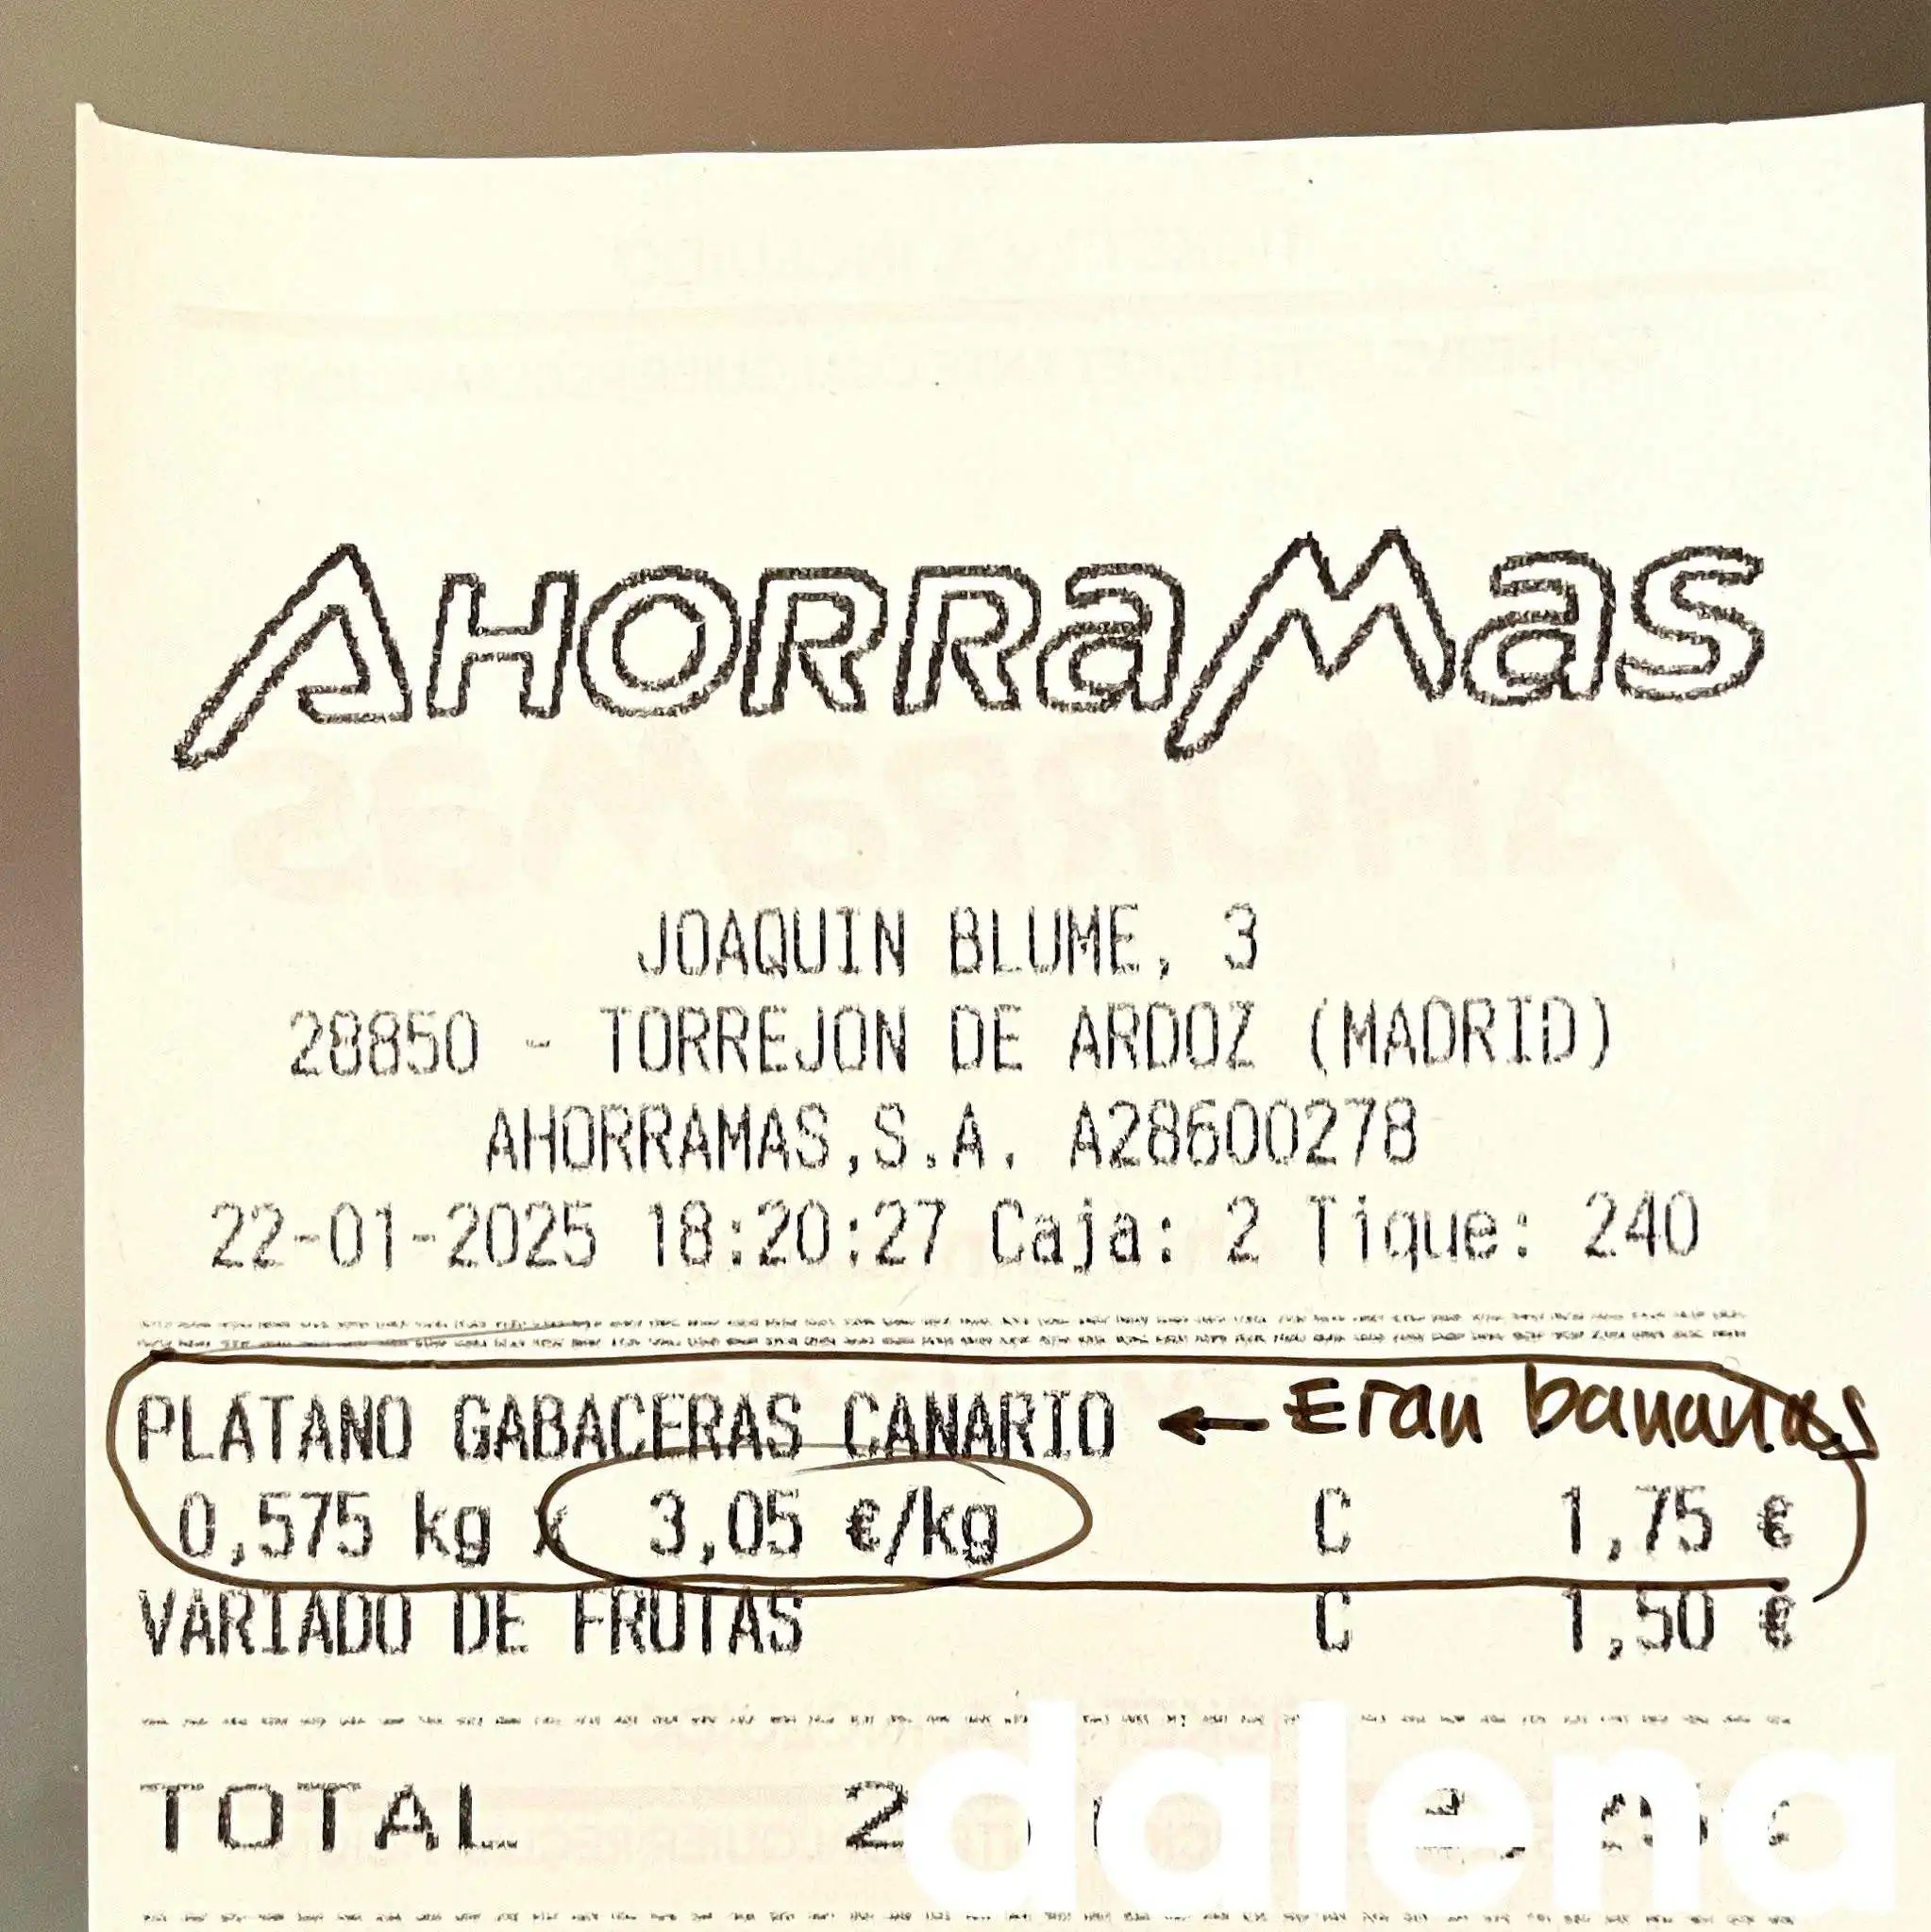 AHORRAMAS
JOAQUIN BLUME, 3
28850 - TORREJON DE ARDOZ (MADRID)
AHORRAMAS,S.A. A28600278
22-01-2025 18:20:27 Caja: 2 Tique: 240
PLATANO GABACERAS CANARIO ← Eran bananas
0,575 kg x 3,05 €/kg C 1,75 €
VARIADO DE FRUTAS C 1,50 €
TOTAL 2
dalena